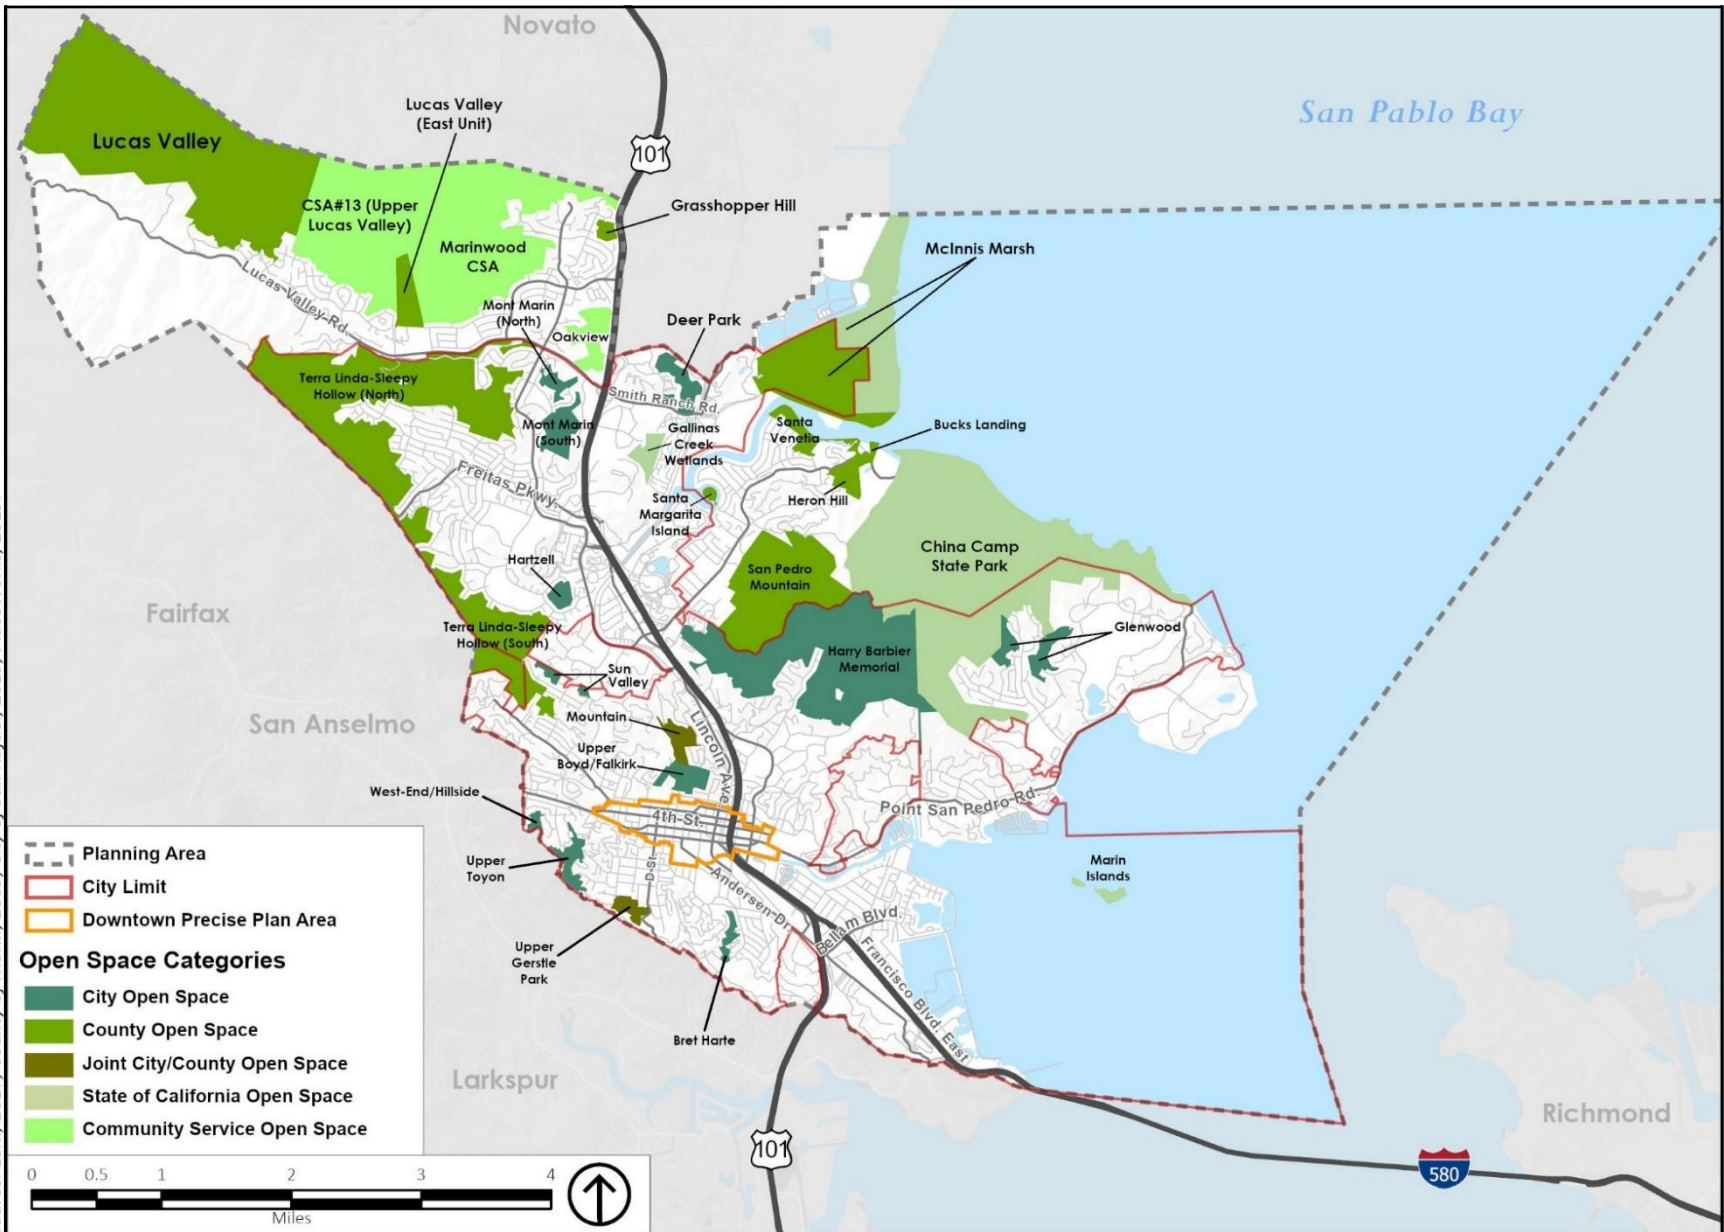 Novato
San Pablo Bay
Lucas Valley
(East Unit)
Lucas Valley
101
Grasshopper Hill
CSA#13 (Upper
Lucas Valley)
Marinwood
CSA
McInnis Marsh
Lucas Valley Rd.
Mont Marin
(North)
Deer Park
Oakview
Terra Linda-Sleepy
Hollow (North)
Smith Ranch Rd.
Mont Marin
(South)
Gallinas
Creek
Wetlands
Santa
Venetia
Bucks Landing
Freitas Pkwy.
Santa
Margarita
Island
Heron Hill
China Camp
State Park
Hartzell
San Pedro
Mountain
Fairfax
Terra Linda-Sleepy
Hollow (South)
Glenwood
Harry Barbier
Memorial
Sun
Valley
San Anselmo
Mountain
Lincoln Ave.
Upper
Boyd/Falkirk
West-End/Hillside
4th St.
Point San Pedro Rd.
Upper
Toyon
D St.
Andersen Dr.
Marin
Islands
Bellam Blvd.
Upper
Gerstle
Park
Francisco Blvd. East
Bret Harte
Larkspur
Richmond
101
580
Planning Area
City Limit
Downtown Precise Plan Area
Open Space Categories
City Open Space
County Open Space
Joint City/County Open Space
State of California Open Space
Community Service Open Space
0 0.5 1 2 3 4
Miles